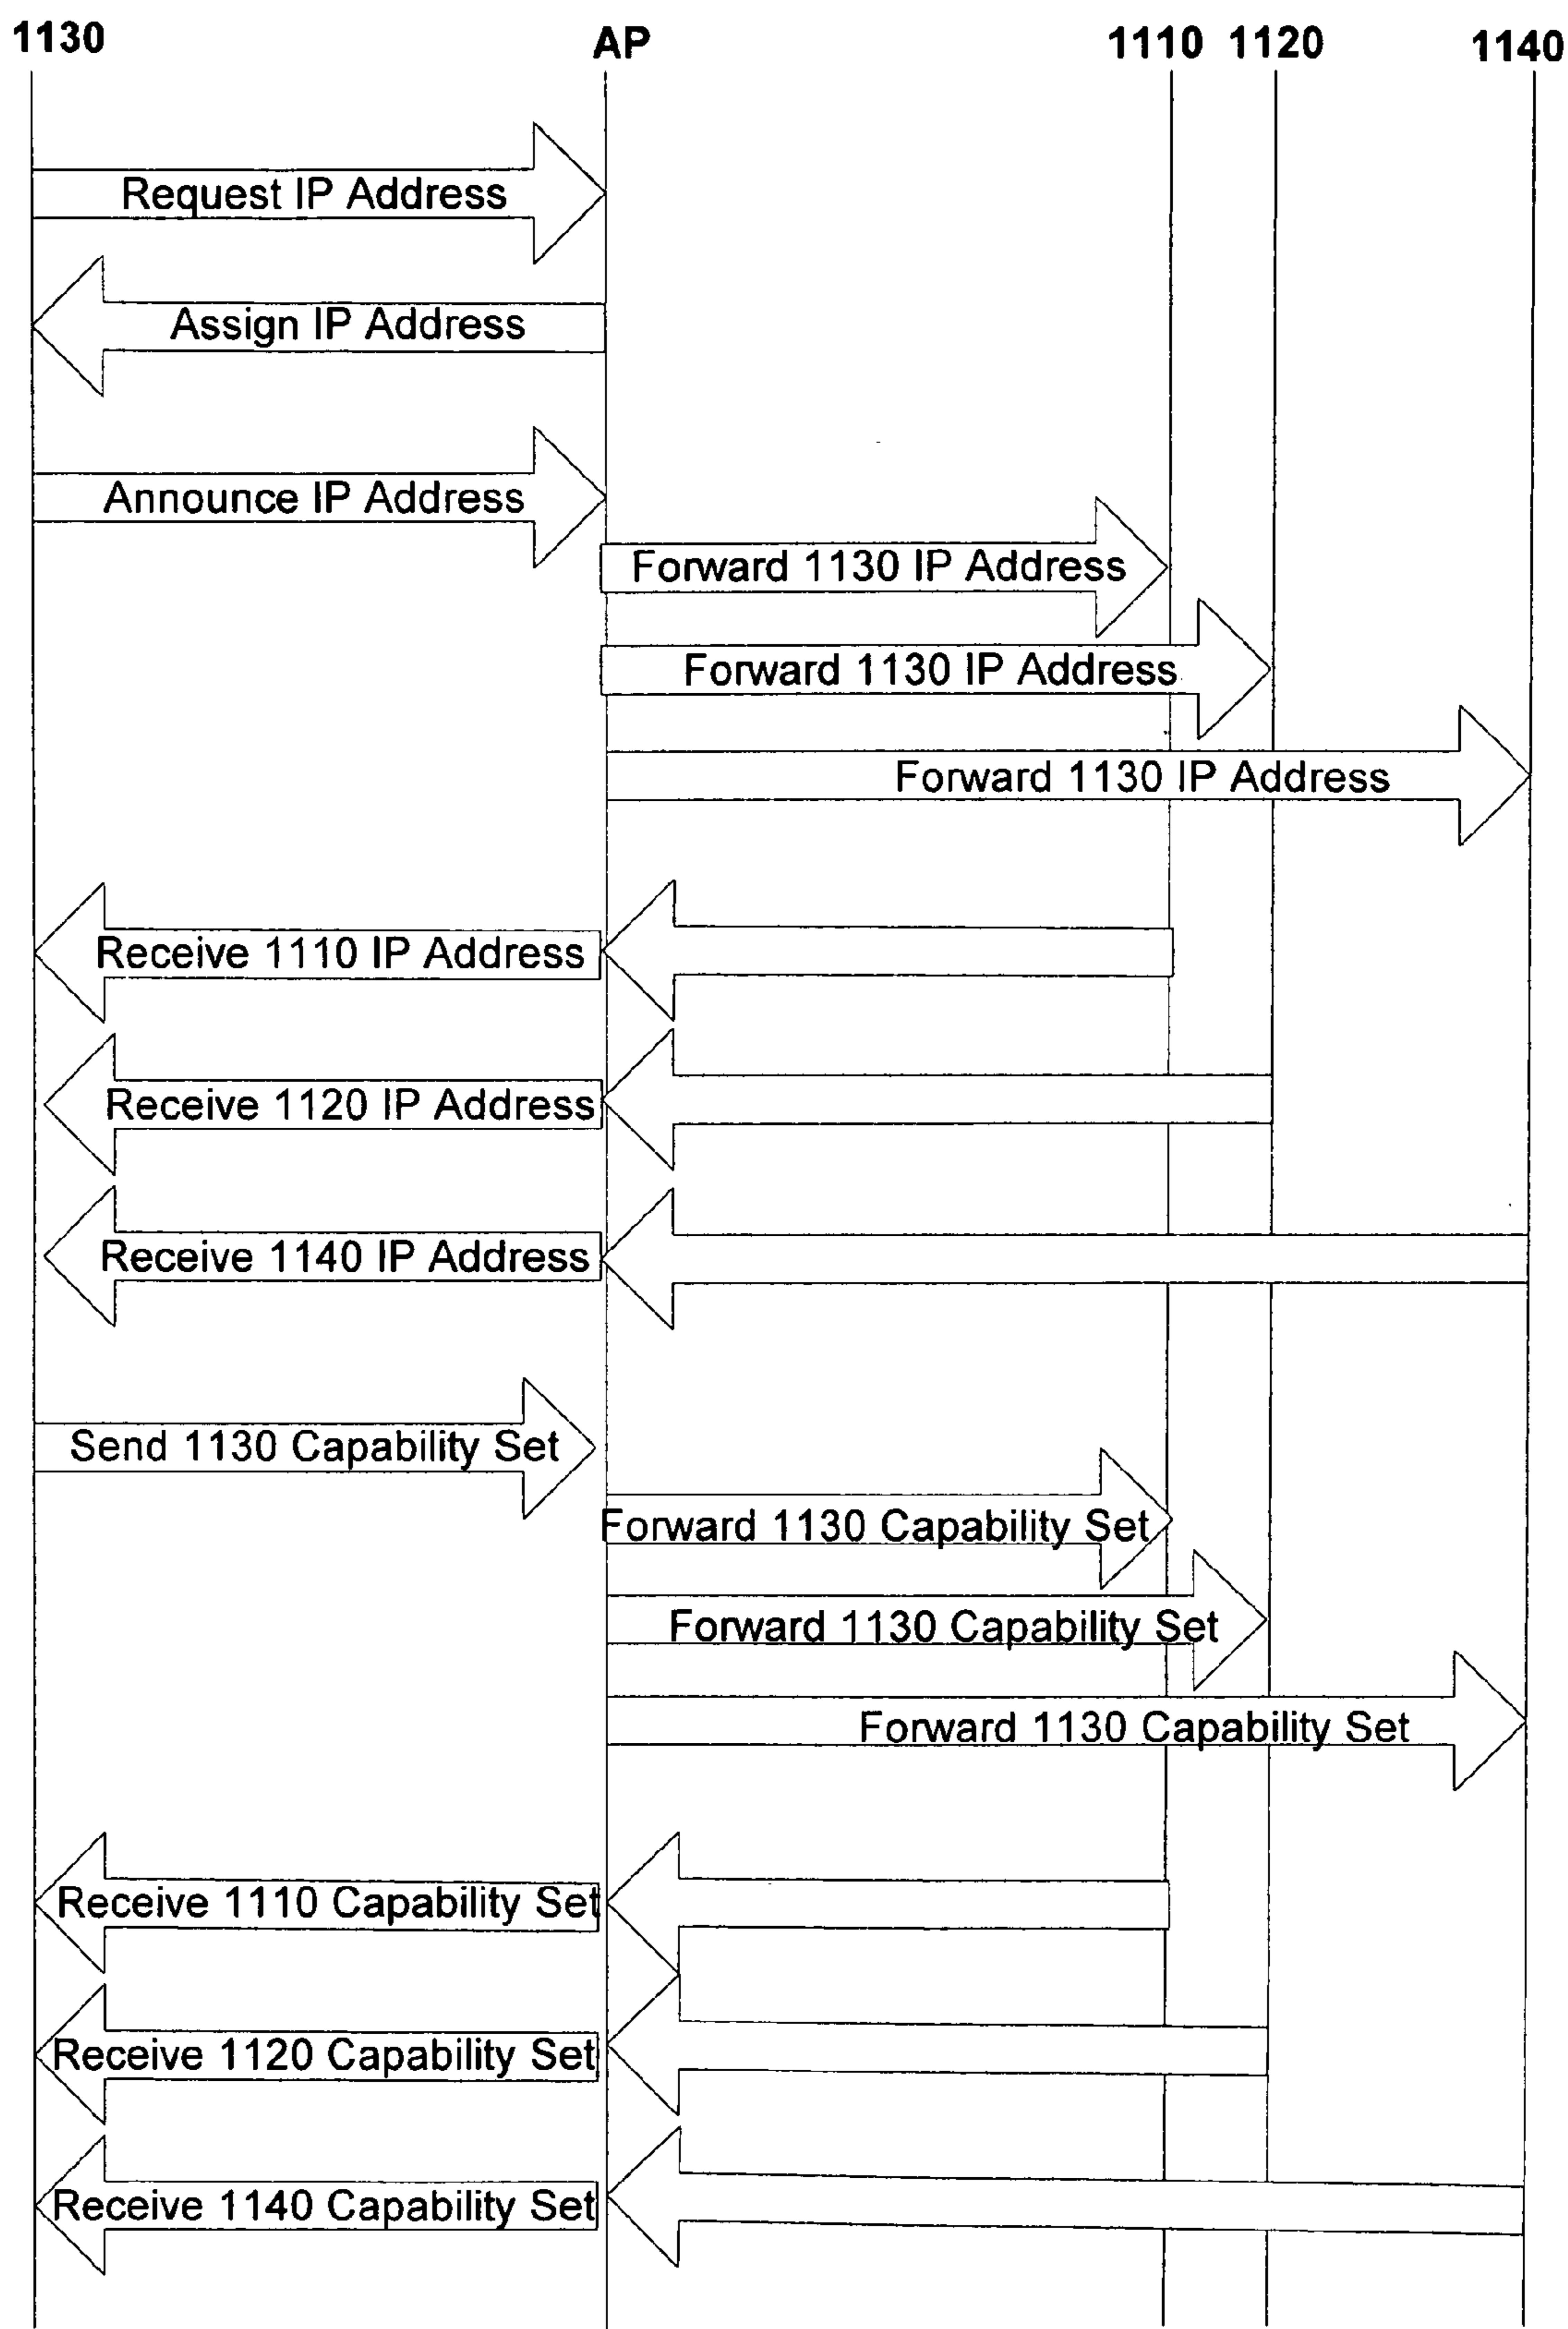 1130 AP 1110 1120 1140
Request IP Address
Assign IP Address
Announce IP Address
Forward 1130 IP Address
Forward 1130 IP Address
Forward 1130 IP Address
Receive 1110 IP Address
Receive 1120 IP Address
Receive 1140 IP Address
Send 1130 Capability Set
Forward 1130 Capability Set
Forward 1130 Capability Set
Forward 1130 Capability Set
Receive 1110 Capability Set
Receive 1120 Capability Set
Receive 1140 Capability Set